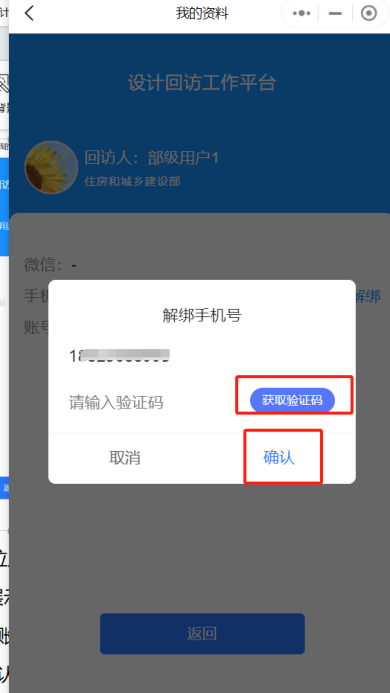 我的资料
设计回访工作平台
回访人：部级用户1
住房和城乡建设部
微信：-
手机
解绑
账号
解绑手机号
请输入验证码
获取验证码
取消
确认
返回